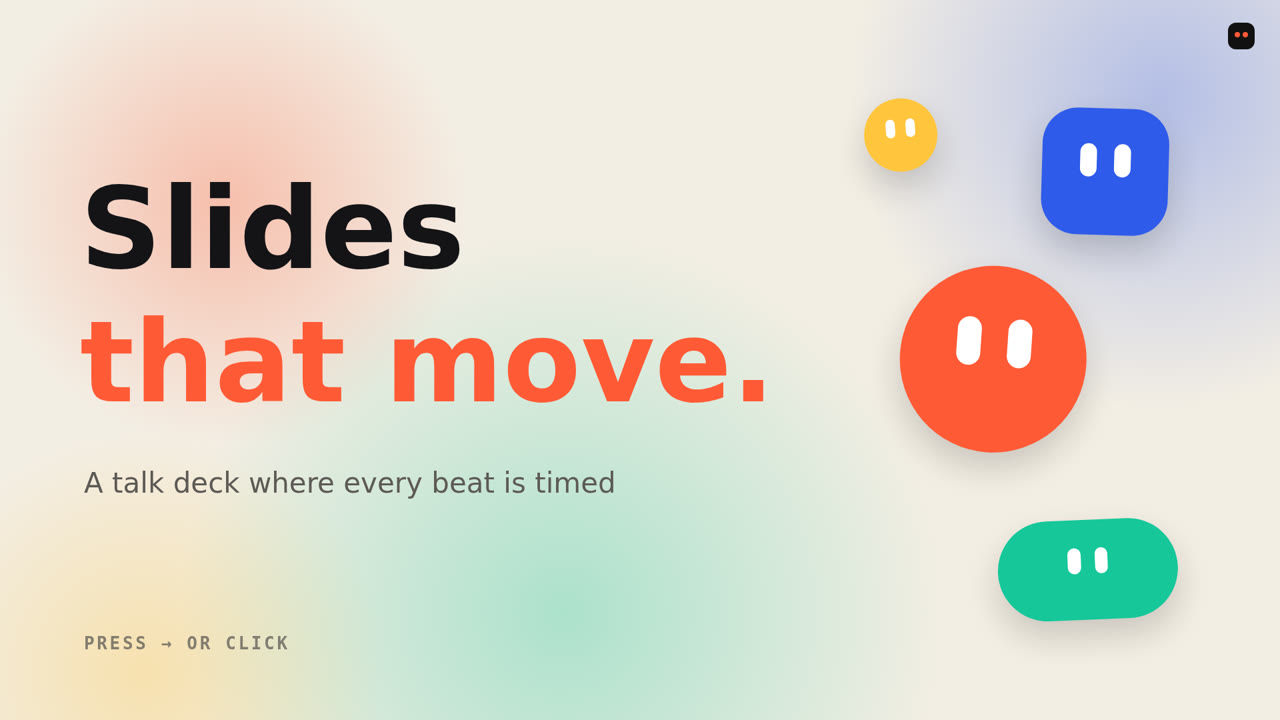 Slides
that move.
A talk deck where every beat is timed
PRESS → OR CLICK